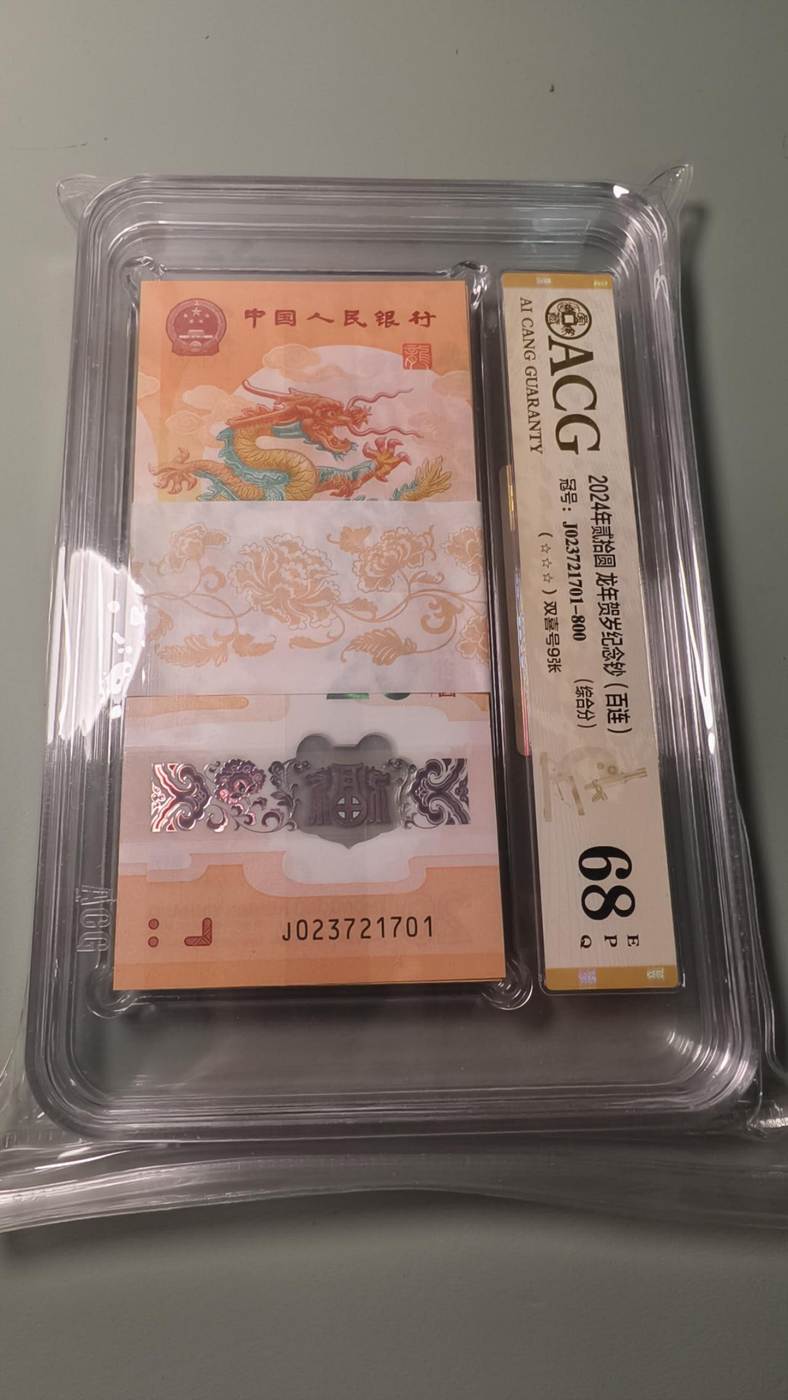 中国人民银行
J023721701
ACG
ACG
AI CANG GUARANTY
2024年贰拾圆 龙年贺岁纪念钞（百连）
冠号：J023721701-800 （综合分）
（☆☆☆）双喜号9张
68
EPQ